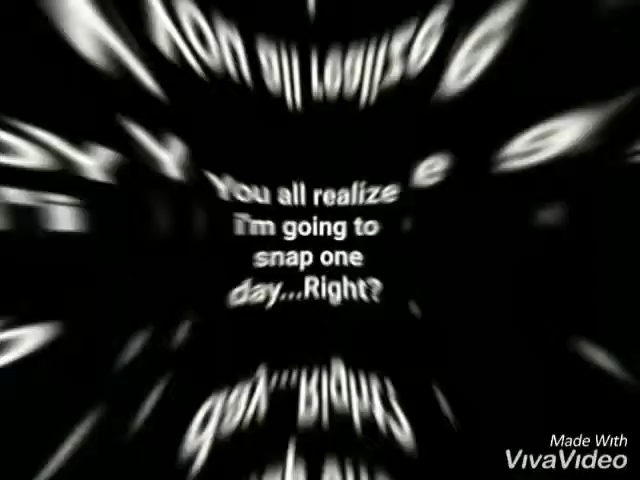 You all realize
i'm going to
snap one
day...Right?
Made With
VivaVideo